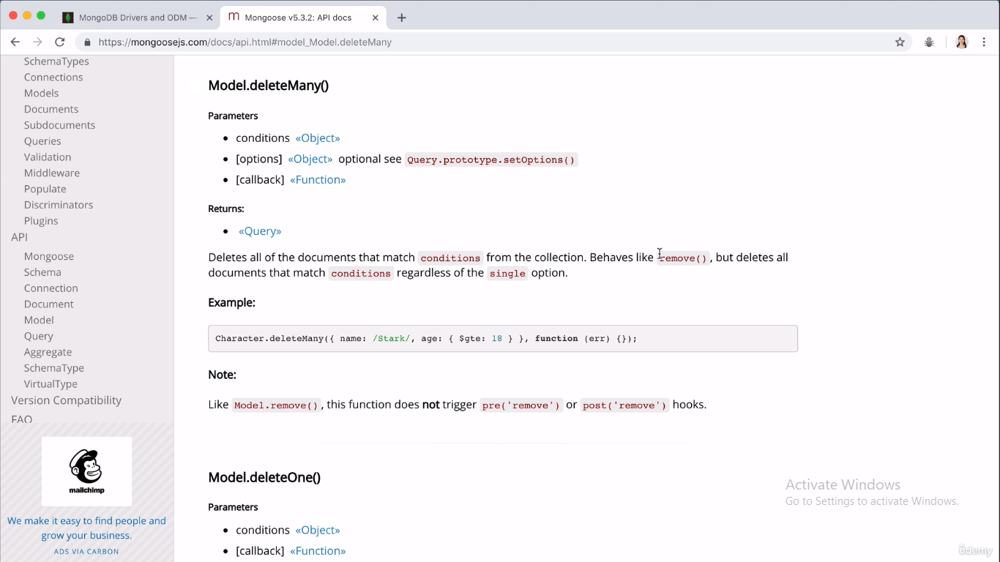 MongoDB Drivers and ODM —
Mongoose v5.3.2: API docs
https://mongoosejs.com/docs/api.html#model_Model.deleteMany
SchemaTypes
Connections
Models
Documents
Subdocuments
Queries
Validation
Middleware
Populate
Discriminators
Plugins
API
Mongoose
Schema
Connection
Document
Model
Query
Aggregate
SchemaType
VirtualType
Version Compatibility
FAQ
mailchimp
We make it easy to find people and
grow your business.
ADS VIA CARBON
Model.deleteMany()
Parameters
• conditions «Object»
• [options] «Object» optional see Query.prototype.setOptions()
• [callback] «Function»
Returns:
• «Query»
Deletes all of the documents that match conditions from the collection. Behaves like remove(), but deletes all
documents that match conditions regardless of the single option.
Example:
Character.deleteMany({ name: /Stark/, age: { $gte: 18 } }, function (err) {});
Note:
Like Model.remove(), this function does not trigger pre('remove') or post('remove') hooks.
Model.deleteOne()
Parameters
• conditions «Object»
• [callback] «Function»
Activate Windows
Go to Settings to activate Windows.
ûdemy